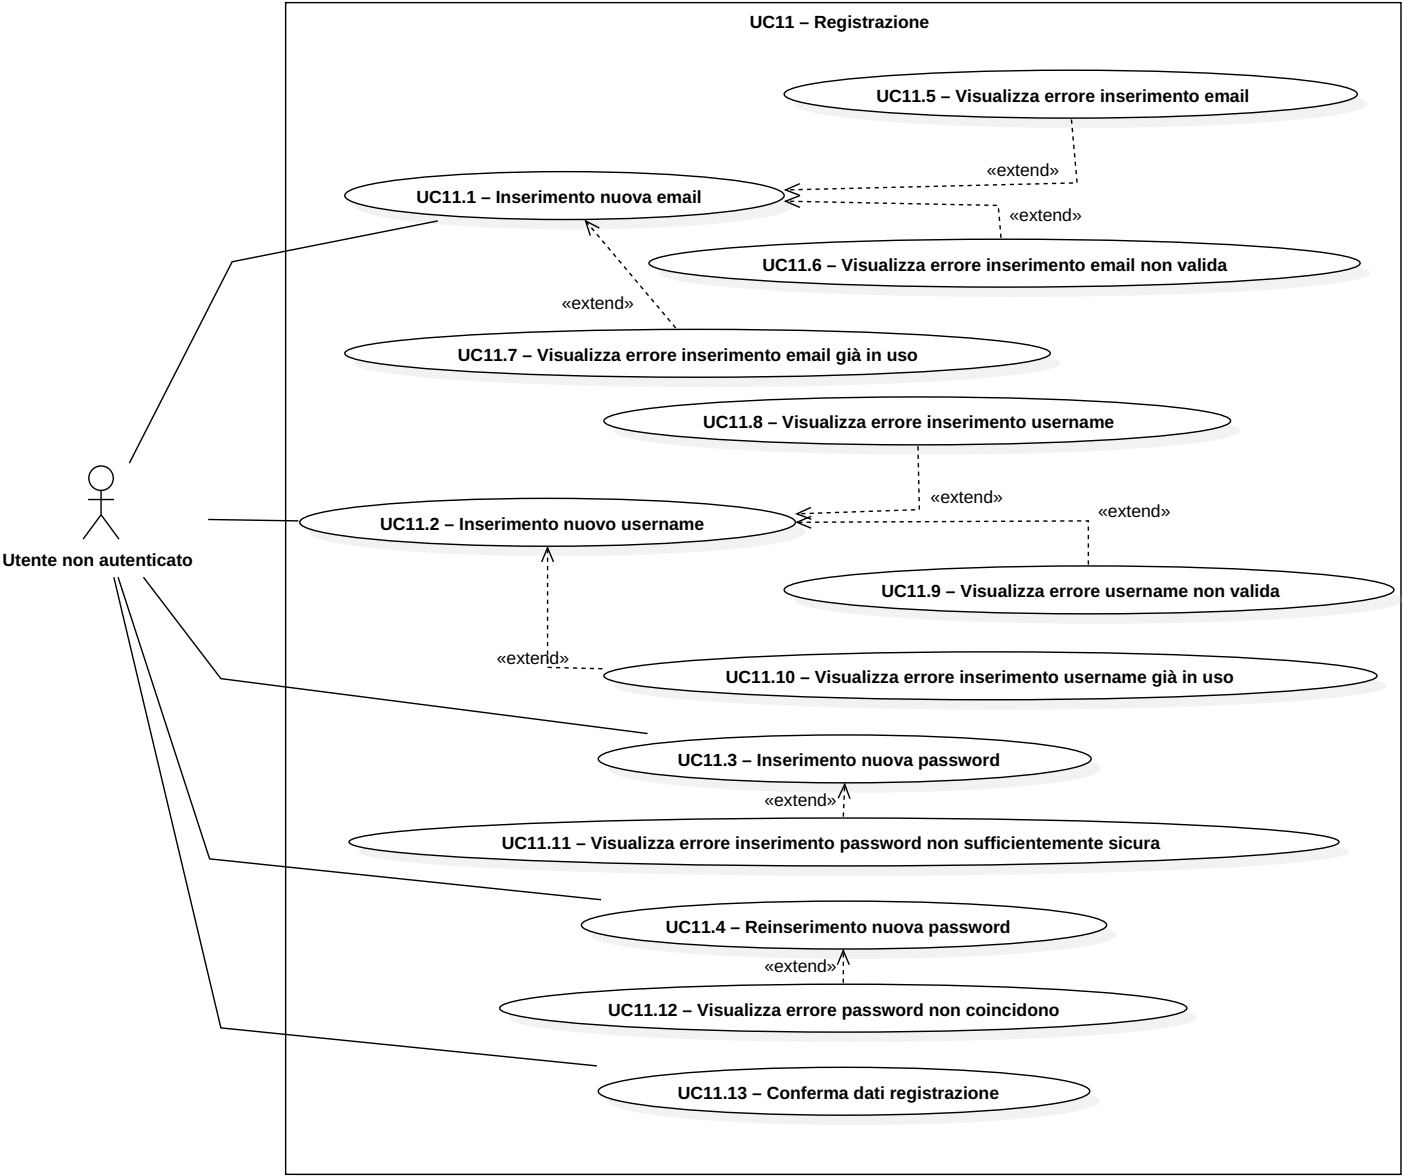 UC11 – Registrazione
UC11.5 – Visualizza errore inserimento email
«extend»
UC11.1 – Inserimento nuova email
«extend»
UC11.6 – Visualizza errore inserimento email non valida
«extend»
UC11.7 – Visualizza errore inserimento email già in uso
UC11.8 – Visualizza errore inserimento username
«extend»
«extend»
UC11.2 – Inserimento nuovo username
Utente non autenticato
UC11.9 – Visualizza errore username non valida
«extend»
UC11.10 – Visualizza errore inserimento username già in uso
UC11.3 – Inserimento nuova password
«extend»
UC11.11 – Visualizza errore inserimento password non sufficientemente sicura
UC11.4 – Reinserimento nuova password
«extend»
UC11.12 – Visualizza errore password non coincidono
UC11.13 – Conferma dati registrazione